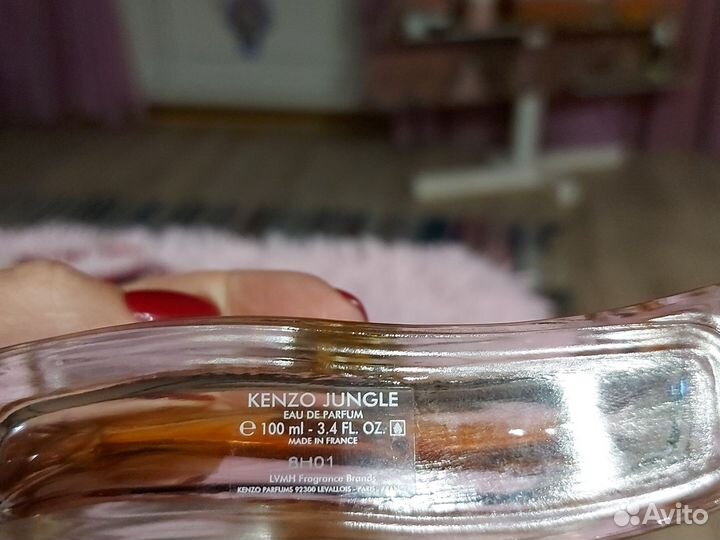 KENZO JUNGLE
EAU DE PARFUM
℮ 100 ml - 3.4 FL. OZ.
MADE IN FRANCE
8H01
LVMH Fragrance Brands
KENZO PARFUMS 92300 LEVALLOIS - PARIS -
Avito